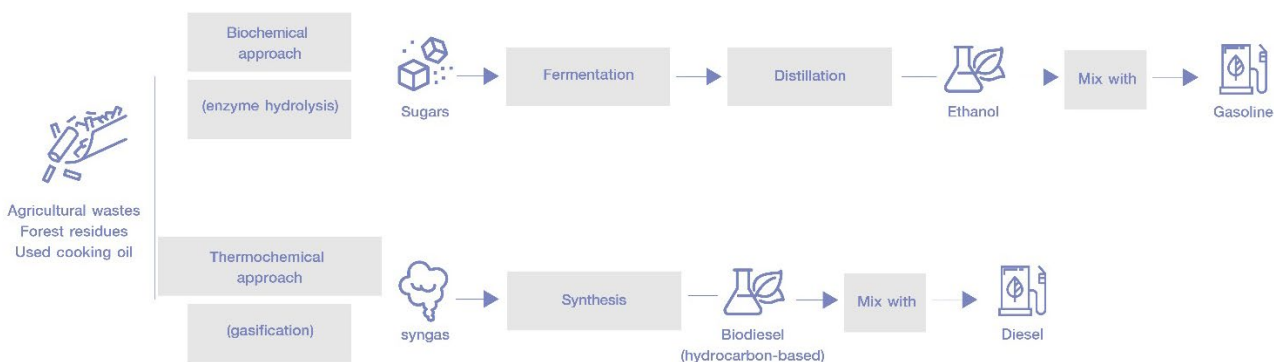 Biochemical
approach
(enzyme hydrolysis)
Sugars
Fermentation
Distillation
Ethanol
Mix with
Gasoline
Agricultural wastes
Forest residues
Used cooking oil
Thermochemical
approach
(gasification)
syngas
Synthesis
Biodiesel
(hydrocarbon-based)
Mix with
Diesel